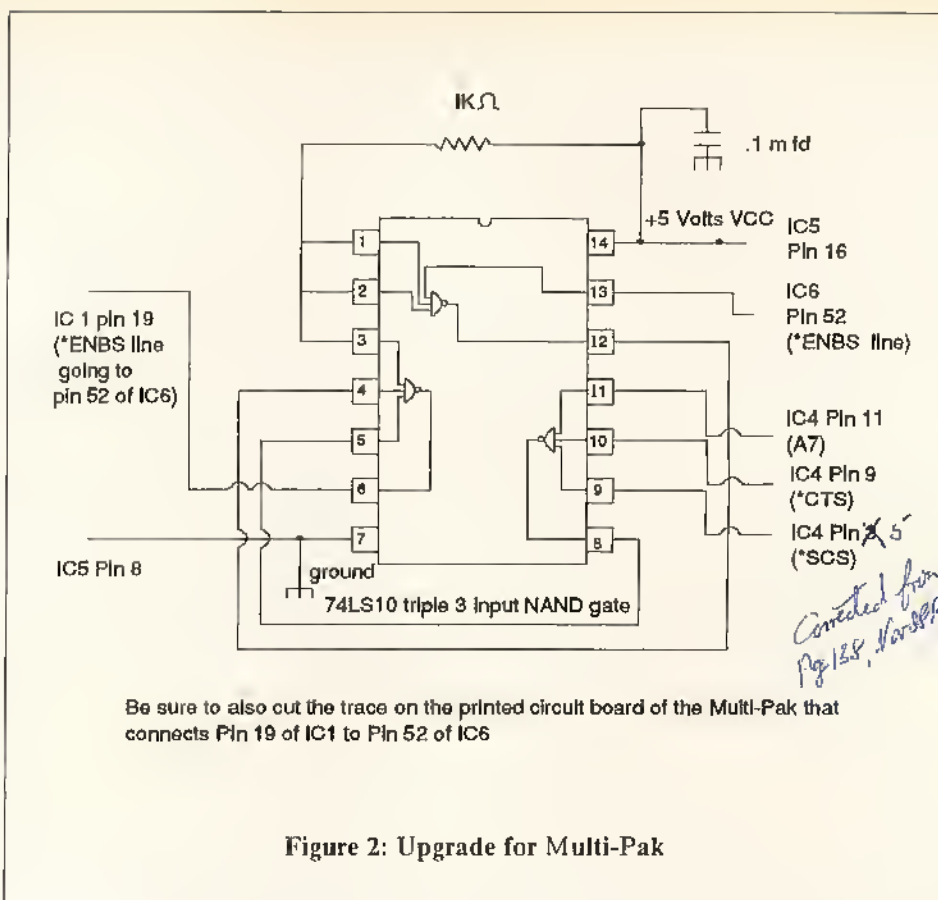 1KΩ
.1 mfd
+5 Volts VCC
IC5
Pin 16
IC6
Pin 52
(*ENBS line)
IC 1 pin 19
(*ENBS line
going to
pin 52 of IC6)
1
2
3
4
5
6
7
14
13
12
11
10
9
8
IC4 Pin 11
(A7)
IC4 Pin 9
(*CTS)
IC4 Pin 5
(*SCS)
Corrected from
Pg 138, Nov 88
IC5 Pin 8
ground
74LS10 triple 3 input NAND gate
Be sure to also cut the trace on the printed circuit board of the Multi-Pak that
connects Pin 19 of IC1 to Pin 52 of IC6
Figure 2: Upgrade for Multi-Pak